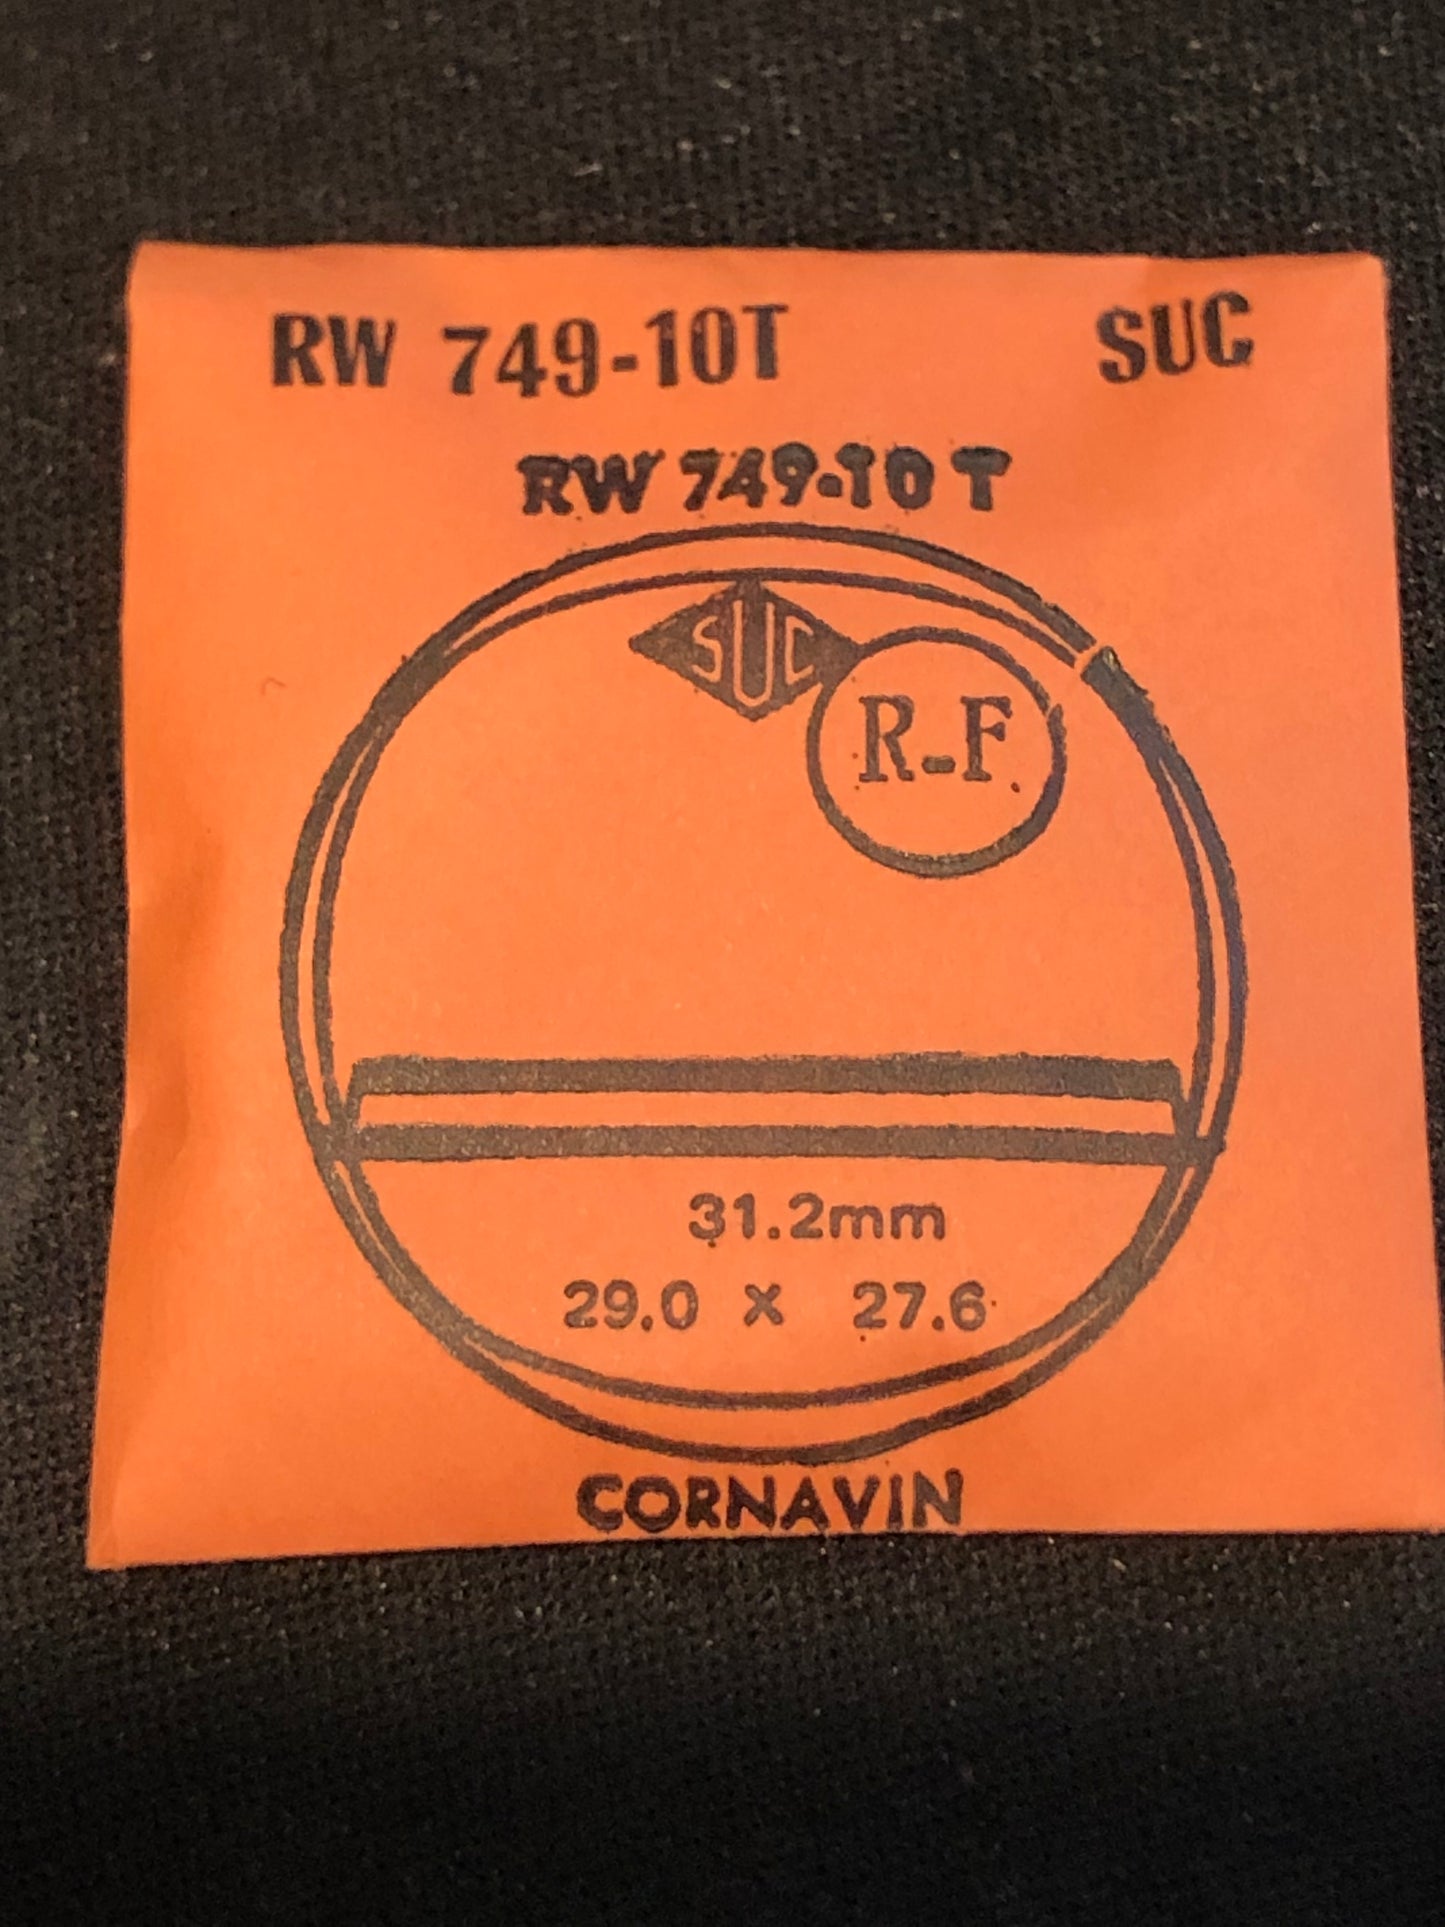 RW 749-10T SUC
RW 749-10 T
SUC
R-F
31.2mm
29.0 x 27.6
CORNAVIN